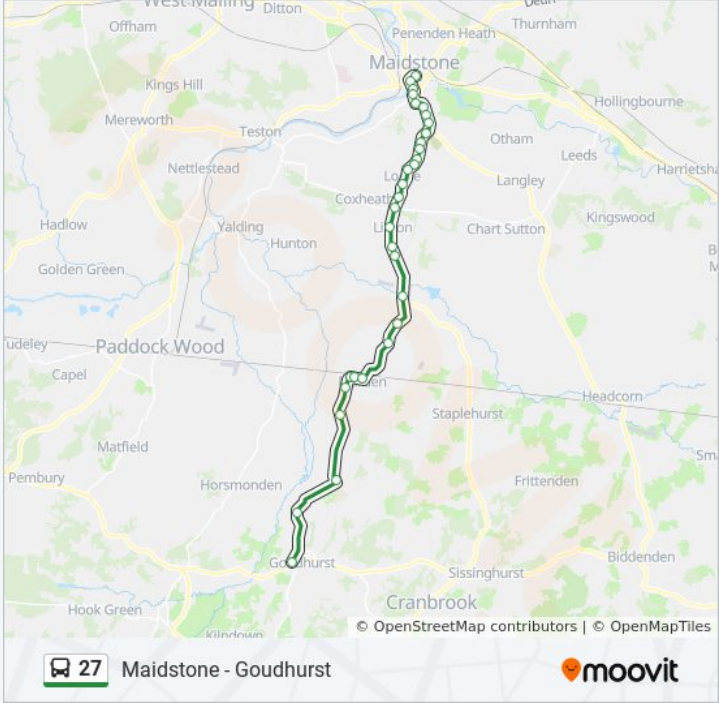 West Malling
Ditton
Dean
Offham
Thurnham
Penenden Heath
Maidstone
Kings Hill
Hollingbourne
Mereworth
Teston
Otham
Leeds
Nettlestead
Harrietsha
Langley
Coxheath
Kingswood
Hadlow
Yalding
Chart Sutton
Hunton
Golden Green
Paddock Wood
Capel
Headcorn
Staplehurst
Matfield
Pembury
Horsmonden
Frittenden
Goudhurst
Biddenden
Sissinghurst
Hook Green
Cranbrook
© OpenStreetMap contributors | © OpenMapTiles
Kilndown
27 Maidstone - Goudhurst
moovit